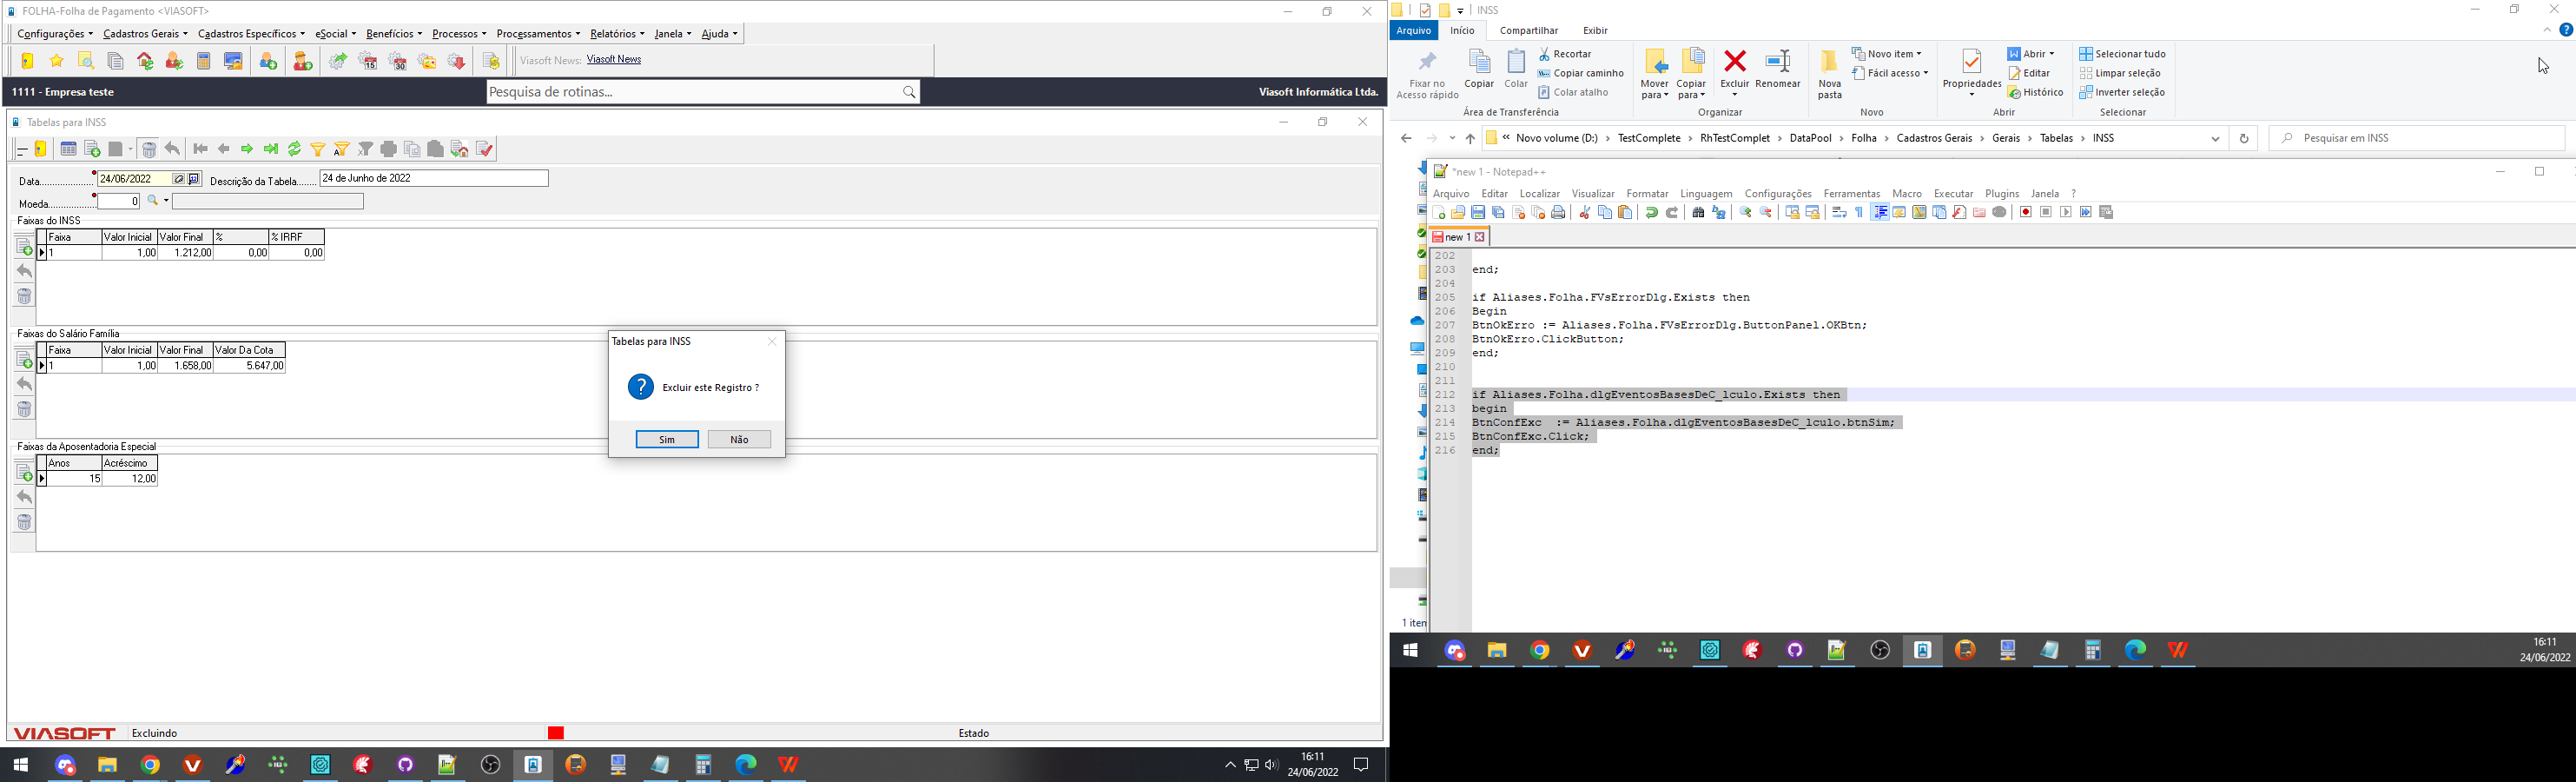 FOLHA-Folha de Pagamento <VIASOFT>
Configurações Cadastros Gerais Cadastros Específicos eSocial Benefícios Processos Processamentos Relatórios Janela Ajuda
Viasoft News: Viasoft News
1111 - Empresa teste
Pesquisa de rotinas...
Viasoft Informática Ltda.
Tabelas para INSS
Data.................... 24/06/2022 Descrição da Tabela....... 24 de Junho de 2022
Moeda.................. 0
Faixas do INSS
Faixa Valor Inicial Valor Final % % IRRF
1 1,00 1.212,00 0,00 0,00
Faixas do Salário Família
Faixa Valor Inicial Valor Final Valor Da Cota
1 1,00 1.658,00 5.647,00
Faixas da Aposentadoria Especial
Anos Acréscimo
15 12,00
Tabelas para INSS
Excluir este Registro ?
Sim Não
VIASOFT Excluindo Estado
16:11
24/06/2022
INSS
Arquivo Início Compartilhar Exibir
Fixar no Acesso rápido
Copiar
Colar
Recortar
Copiar caminho
Colar atalho
Área de Transferência
Mover para
Copiar para
Excluir
Renomear
Organizar
Nova pasta
Novo item
Fácil acesso
Novo
Propriedades
Abrir
Editar
Histórico
Abrir
Selecionar tudo
Limpar seleção
Inverter seleção
Selecionar
« Novo volume (D:) › TestComplete › RhTestComplet › DataPool › Folha › Cadastros Gerais › Gerais › Tabelas › INSS
Pesquisar em INSS
*new 1 - Notepad++
Arquivo Editar Localizar Visualizar Formatar Linguagem Configurações Ferramentas Macro Executar Plugins Janela ?
new 1
202
203 end;
204
205 if Aliases.Folha.FVsErrorDlg.Exists then
206 Begin
207 BtnOkErro := Aliases.Folha.FVsErrorDlg.ButtonPanel.OKBtn;
208 BtnOkErro.ClickButton;
209 end;
210
211
212 if Aliases.Folha.dlgEventosBasesDeC_lculo.Exists then
213 begin
214 BtnConfExc  := Aliases.Folha.dlgEventosBasesDeC_lculo.btnSim;
215 BtnConfExc.Click;
216 end;
1 iten
16:11
24/06/2022